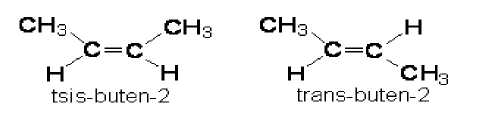 CH3 CH3 CH3 H
C=C C=C
H H H CH3
tsis-buten-2 trans-buten-2